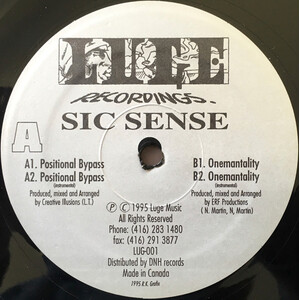 LUGE
RECORDINGS.
SIC SENSE
A
A1. Positional Bypass
A2. Positional Bypass
(instrumental)
Produced, mixed and Arranged
by Creative Illusions (L.T.)
B1. Onemantality
B2. Onemantality
(instrumental)
Produced, mixed and Arranged by
ERF Productions
( N. Martin, N, Martin)
Ⓟ © 1995 Luge Music
All Rights Reserved
Phone: (416) 283 1480
fax: (416) 291 3877
LUG-001
Distributed by DNH records
Made in Canada
1995 R.K. Grafix